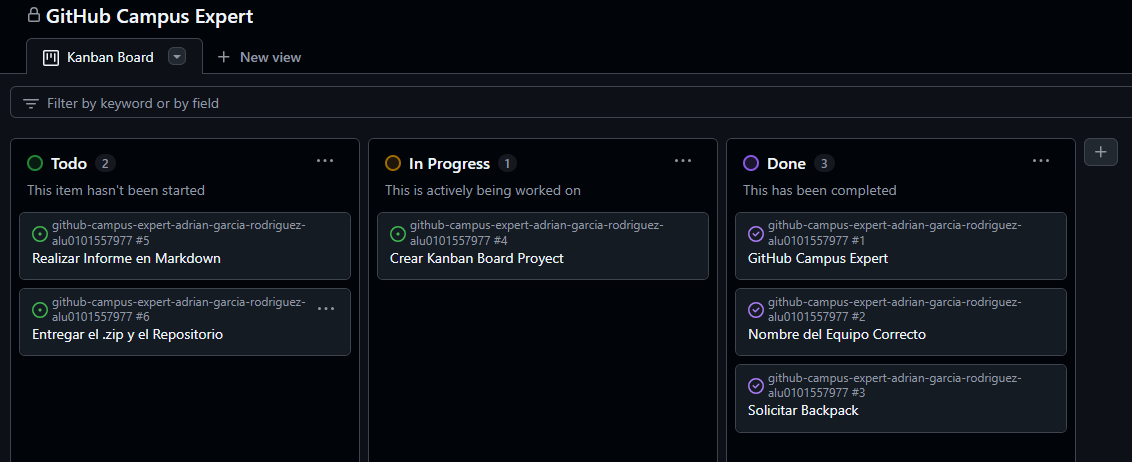 GitHub Campus Expert
Kanban Board
New view
Filter by keyword or by field
Todo 2
This item hasn't been started
github-campus-expert-adrian-garcia-rodriguez-
alu0101557977 #5
Realizar Informe en Markdown
github-campus-expert-adrian-garcia-rodriguez-
alu0101557977 #6
Entregar el .zip y el Repositorio
In Progress 1
This is actively being worked on
github-campus-expert-adrian-garcia-rodriguez-
alu0101557977 #4
Crear Kanban Board Proyect
Done 3
This has been completed
github-campus-expert-adrian-garcia-rodriguez-
alu0101557977 #1
GitHub Campus Expert
github-campus-expert-adrian-garcia-rodriguez-
alu0101557977 #2
Nombre del Equipo Correcto
github-campus-expert-adrian-garcia-rodriguez-
alu0101557977 #3
Solicitar Backpack